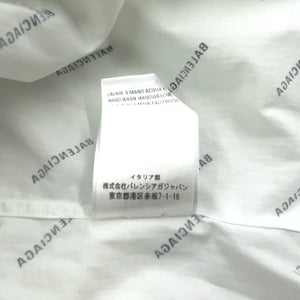 BALENCIAGA
BALENCIAGA
BALENCIAGA
LAVARE A MANO ACQUA
HAND WASH
イタリア製
株式会社バレンシアガジャパン
東京都港区赤坂7-1-16
BALENCIAGA
BALENCIAGA
BALENCIAGA